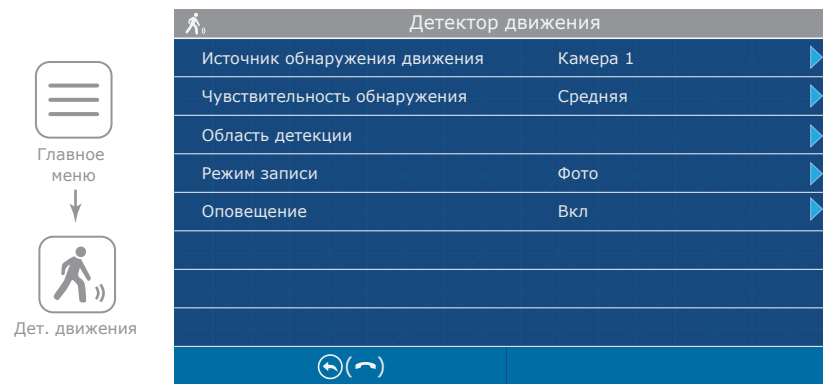 Детектор движения
Источник обнаружения движения Камера 1
Чувствительность обнаружения Средняя
Область детекции
Режим записи Фото
Оповещение Вкл
Главное
меню
Дет. движения